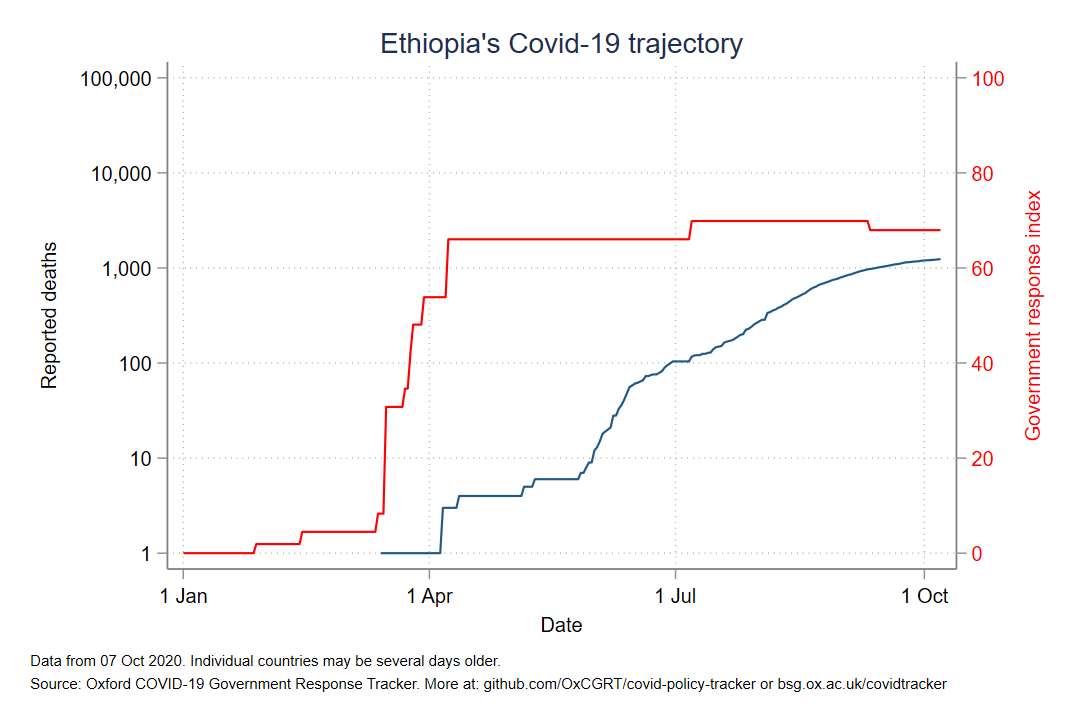 Ethiopia's Covid-19 trajectory
100,000
10,000
1,000
100
10
1
Reported deaths
100
80
60
40
20
0
Government response index
1 Jan
1 Apr
1 Jul
1 Oct
Date
Data from 07 Oct 2020. Individual countries may be several days older.
Source: Oxford COVID-19 Government Response Tracker. More at: github.com/OxCGRT/covid-policy-tracker or bsg.ox.ac.uk/covidtracker